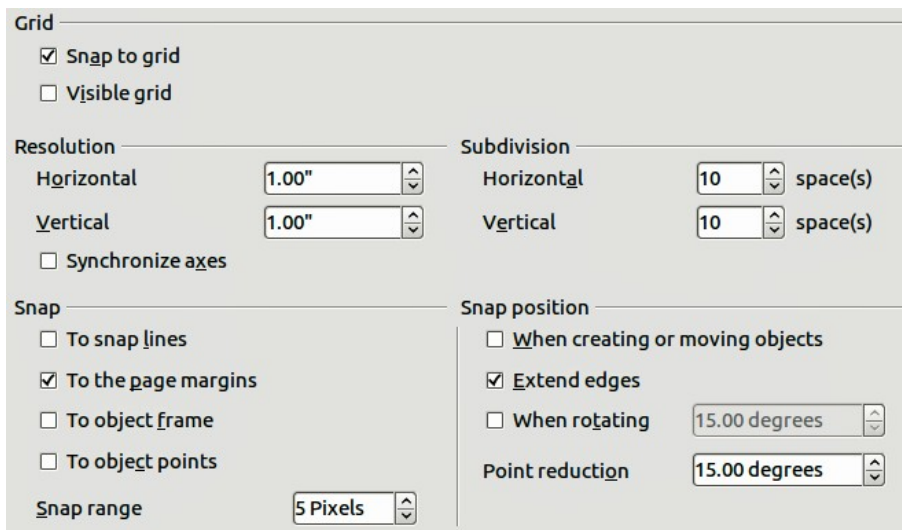 Grid
Snap to grid
Visible grid
Resolution
Horizontal 1.00"
Vertical 1.00"
Synchronize axes
Subdivision
Horizontal 10 space(s)
Vertical 10 space(s)
Snap
To snap lines
To the page margins
To object frame
To object points
Snap range 5 Pixels
Snap position
When creating or moving objects
Extend edges
When rotating 15.00 degrees
Point reduction 15.00 degrees